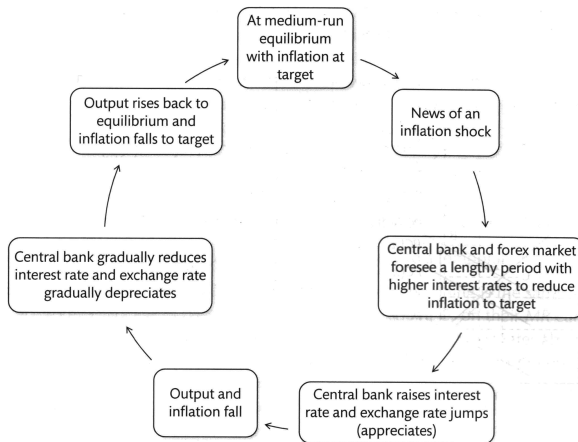 At medium-run
equilibrium
with inflation at
target
News of an
inflation shock
Central bank and forex market
foresee a lengthy period with
higher interest rates to reduce
inflation to target
Central bank raises interest
rate and exchange rate jumps
(appreciates)
Output and
inflation fall
Central bank gradually reduces
interest rate and exchange rate
gradually depreciates
Output rises back to
equilibrium and
inflation falls to target